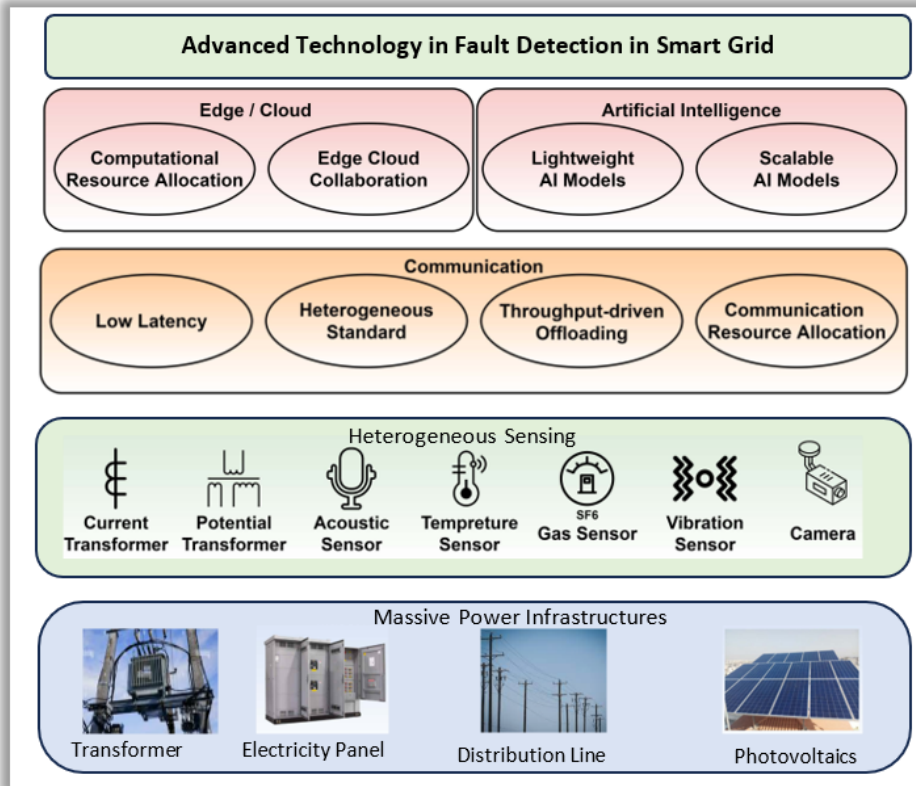 Advanced Technology in Fault Detection in Smart Grid
Edge / Cloud
Computational
Resource Allocation
Edge Cloud
Collaboration
Artificial Intelligence
Lightweight
AI Models
Scalable
AI Models
Communication
Low Latency
Heterogeneous
Standard
Throughput-driven
Offloading
Communication
Resource Allocation
Heterogeneous Sensing
Current
Transformer
Potential
Transformer
Acoustic
Sensor
Tempreture
Sensor
SF6
Gas Sensor
Vibration
Sensor
Camera
Massive Power Infrastructures
Transformer
Electricity Panel
Distribution Line
Photovoltaics